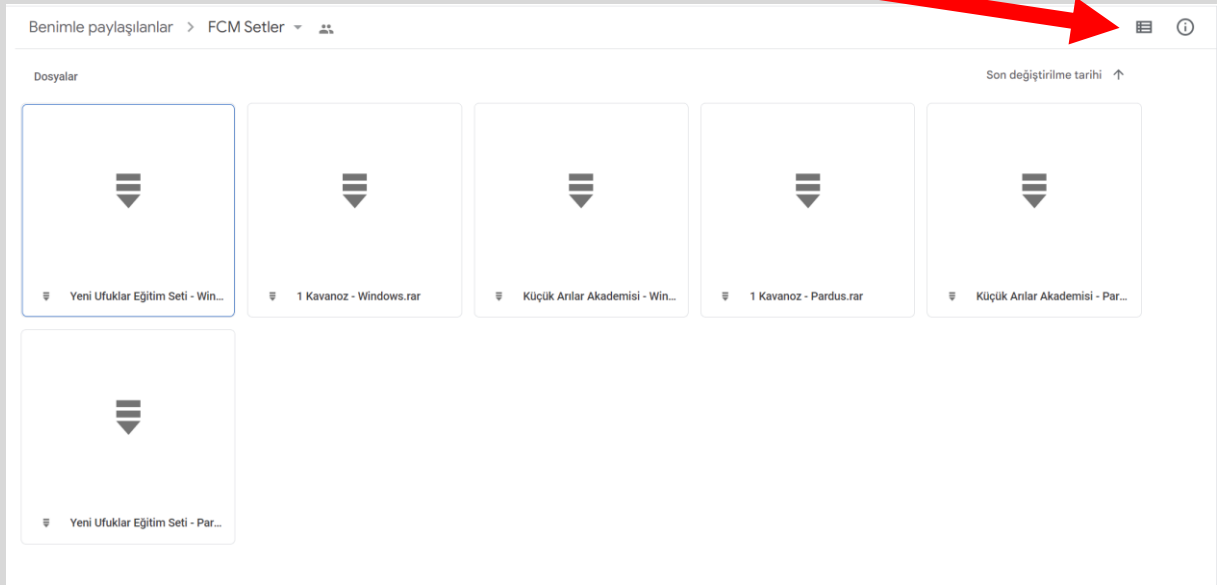 Benimle paylaşılanlar > FCM Setler
Dosyalar
Son değiştirilme tarihi
Yeni Ufuklar Eğitim Seti - Win...
1 Kavanoz - Windows.rar
Küçük Arılar Akademisi - Win...
1 Kavanoz - Pardus.rar
Küçük Arılar Akademisi - Par...
Yeni Ufuklar Eğitim Seti - Par...